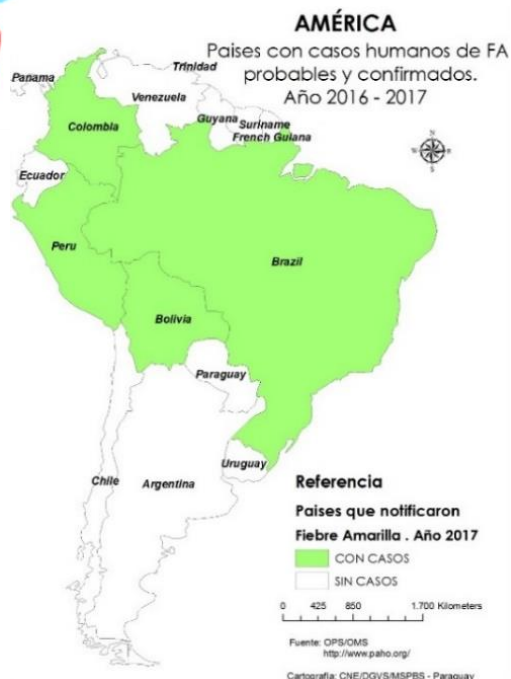 AMÉRICA
Paises con casos humanos de FA
probables y confirmados.
Año 2016 - 2017
Panama
Trinidad
Venezuela
Guyana
Suriname
French Guiana
Colombia
Ecuador
Peru
Brazil
Bolivia
Paraguay
Uruguay
Chile
Argentina
N
W
E
S
Referencia
Paises que notificaron
Fiebre Amarilla . Año 2017
CON CASOS
SIN CASOS
0 425 850 1.700 Kilometers
Fuente: OPS/OMS
http://www.paho.org/
Cartografía: CNE/DGVS/MSPBS - Paraguay